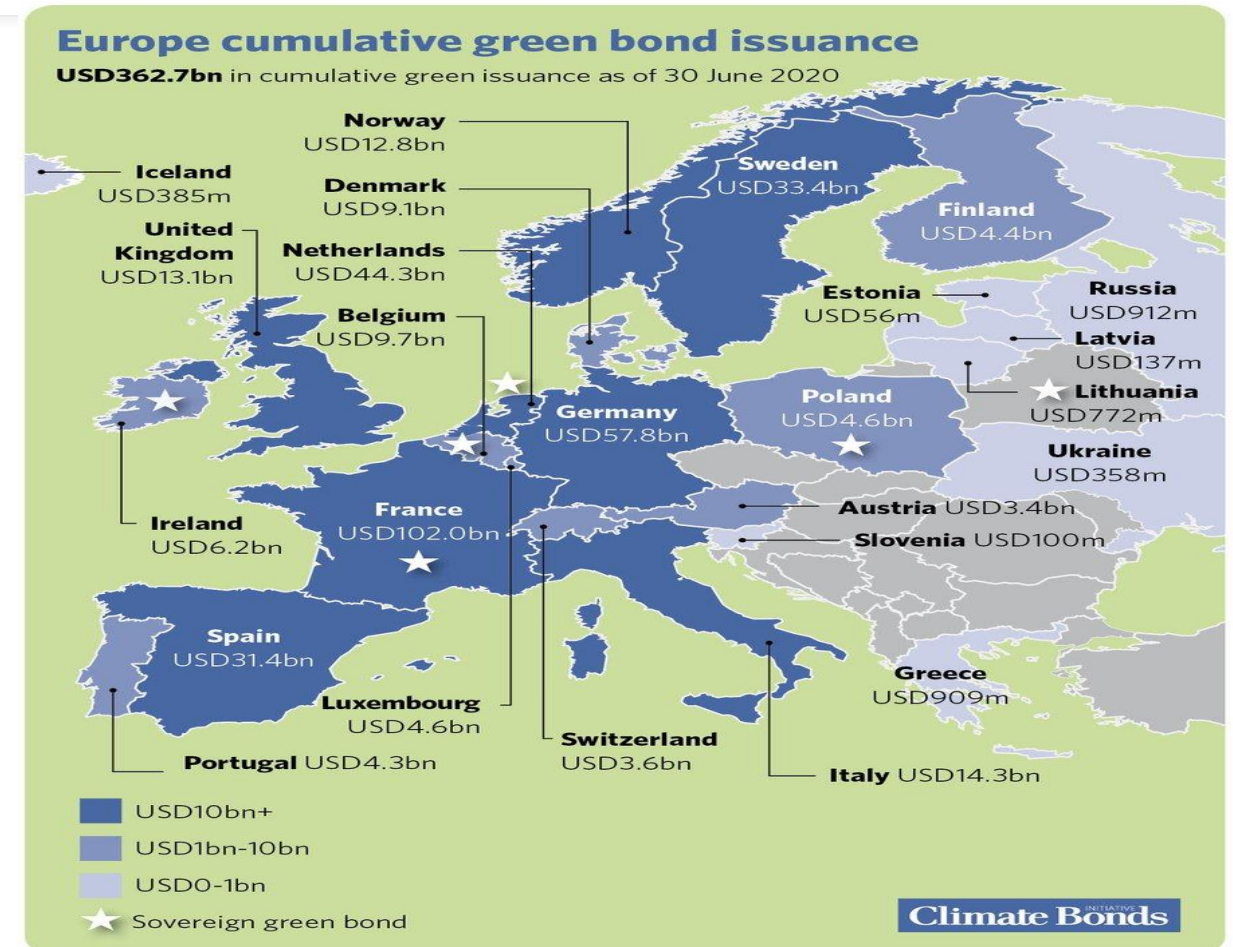 Europe cumulative green bond issuance
USD362.7bn in cumulative green issuance as of 30 June 2020
Norway
USD12.8bn
Iceland
USD385m
Denmark
USD9.1bn
Sweden
USD33.4bn
Finland
USD4.4bn
United
Kingdom
USD13.1bn
Netherlands
USD44.3bn
Belgium
USD9.7bn
Estonia
USD56m
Russia
USD912m
Latvia
USD137m
Lithuania
USD772m
Germany
USD57.8bn
Poland
USD4.6bn
Ukraine
USD358m
France
USD102.0bn
Austria USD3.4bn
Slovenia USD100m
Ireland
USD6.2bn
Spain
USD31.4bn
Greece
USD909m
Luxembourg
USD4.6bn
Switzerland
USD3.6bn
Portugal USD4.3bn
Italy USD14.3bn
USD10bn+
USD1bn-10bn
USD0-1bn
Sovereign green bond
Climate Bonds
INITIATIVE